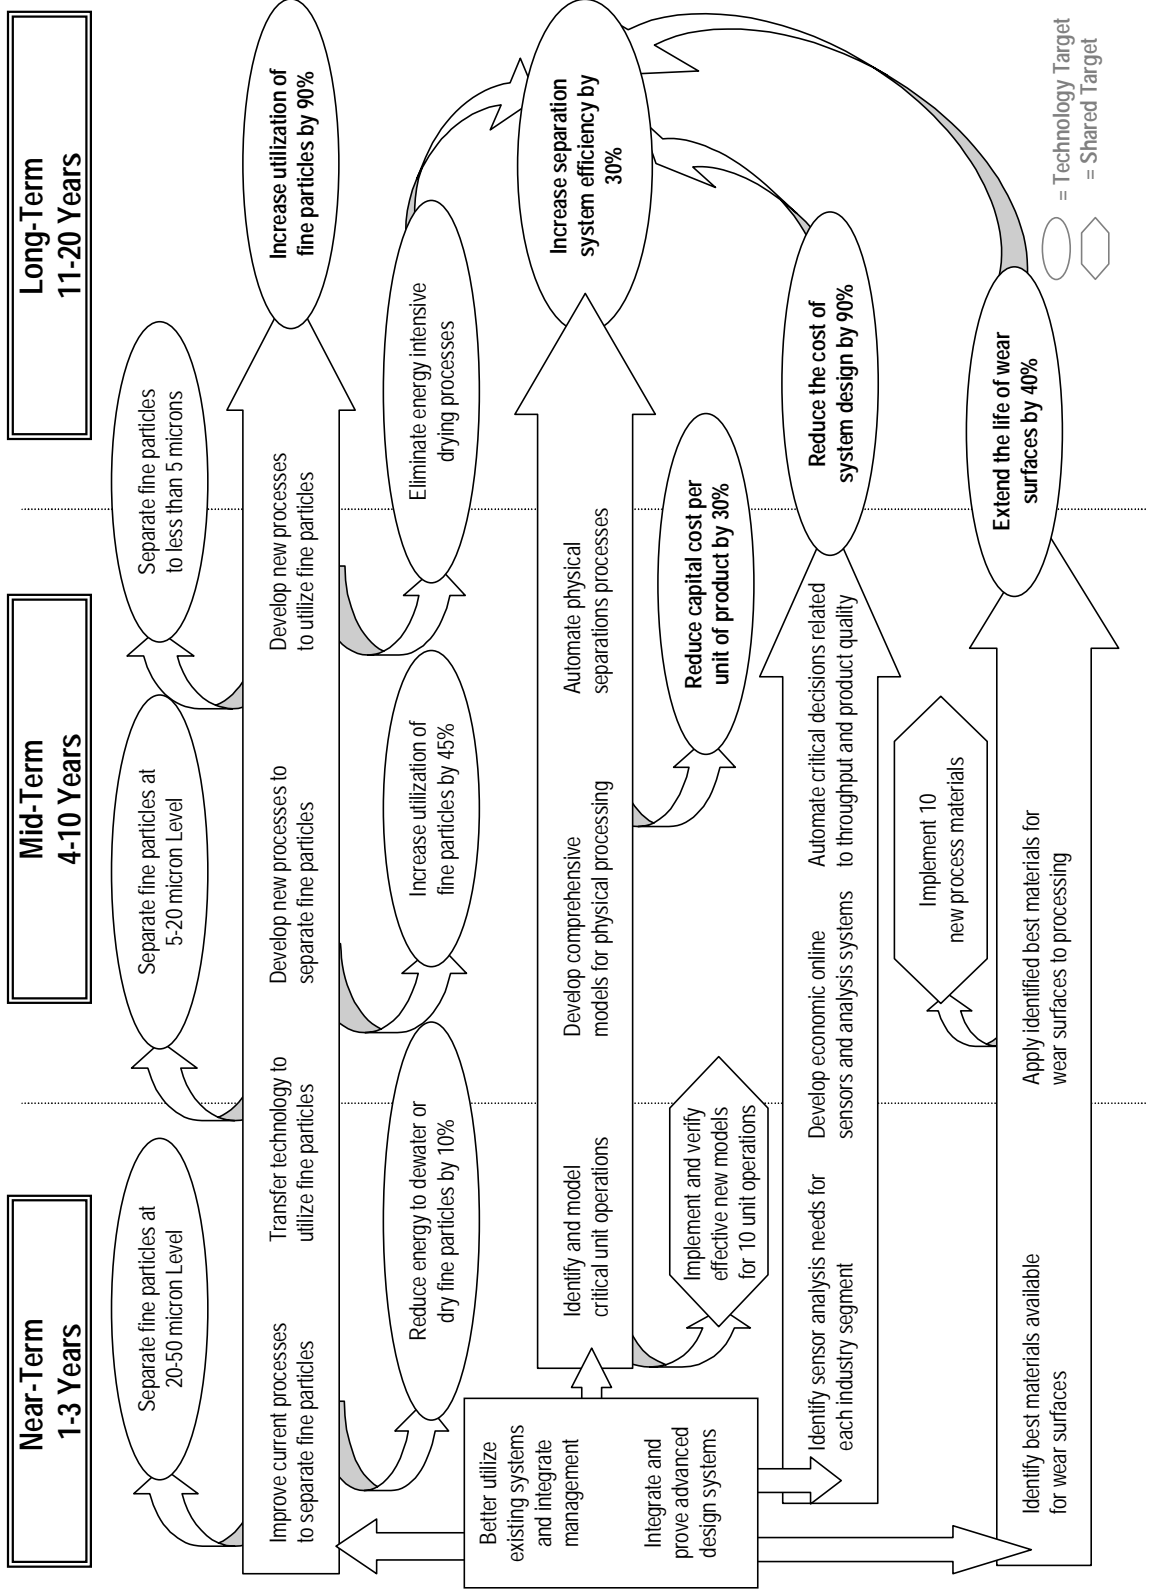 Near-Term
1-3 Years
Mid-Term
4-10 Years
Long-Term
11-20 Years
Separate fine particles at
20-50 micron Level
Separate fine particles at
5-20 micron Level
Separate fine particles
to less than 5 microns
Improve current processes
to separate fine particles
Transfer technology to
utilize fine particles
Develop new processes to
separate fine particles
Develop new processes
to utilize fine particles
Increase utilization of
fine particles by 90%
Reduce energy to dewater or
dry fine particles by 10%
Increase utilization of
fine particles by 45%
Eliminate energy intensive
drying processes
Better utilize
existing systems
and integrate
management
Integrate and
prove advanced
design systems
Identify and model
critical unit operations
Develop comprehensive
models for physical processing
Automate physical
separations processes
Increase separation
system efficiency by
30%
Implement and verify
effective new models
for 10 unit operations
Reduce capital cost per
unit of product by 30%
Identify sensor analysis needs for
each industry segment
Develop economic online
sensors and analysis systems
Automate critical decisions related
to throughput and product quality
Reduce the cost of
system design by 90%
Implement 10
new process materials
Identify best materials available
for wear surfaces
Apply identified best materials for
wear surfaces to processing
Extend the life of wear
surfaces by 40%
= Technology Target
= Shared Target